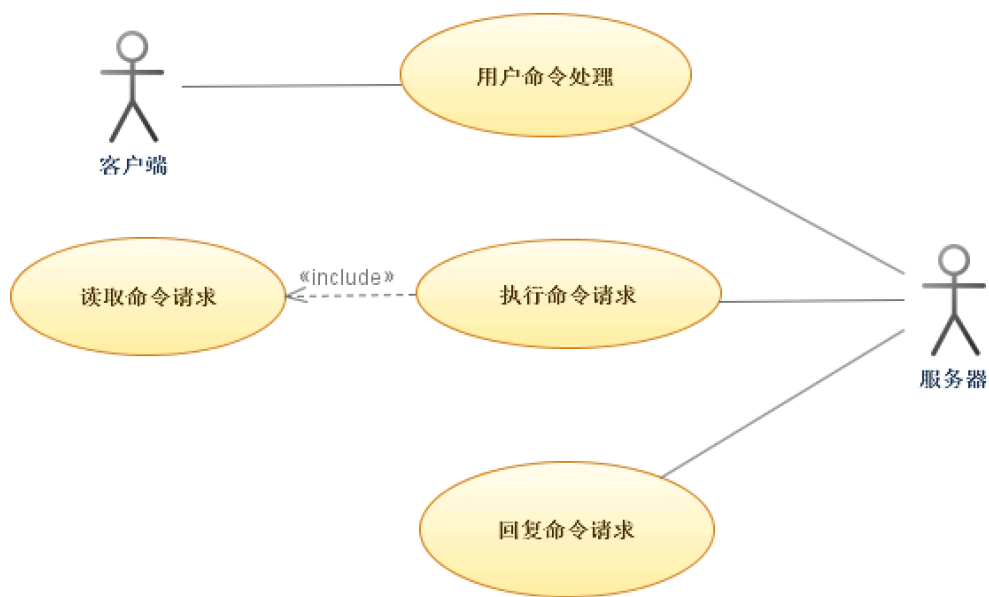 用户命令处理
客户端
«include»
读取命令请求
执行命令请求
服务器
回复命令请求